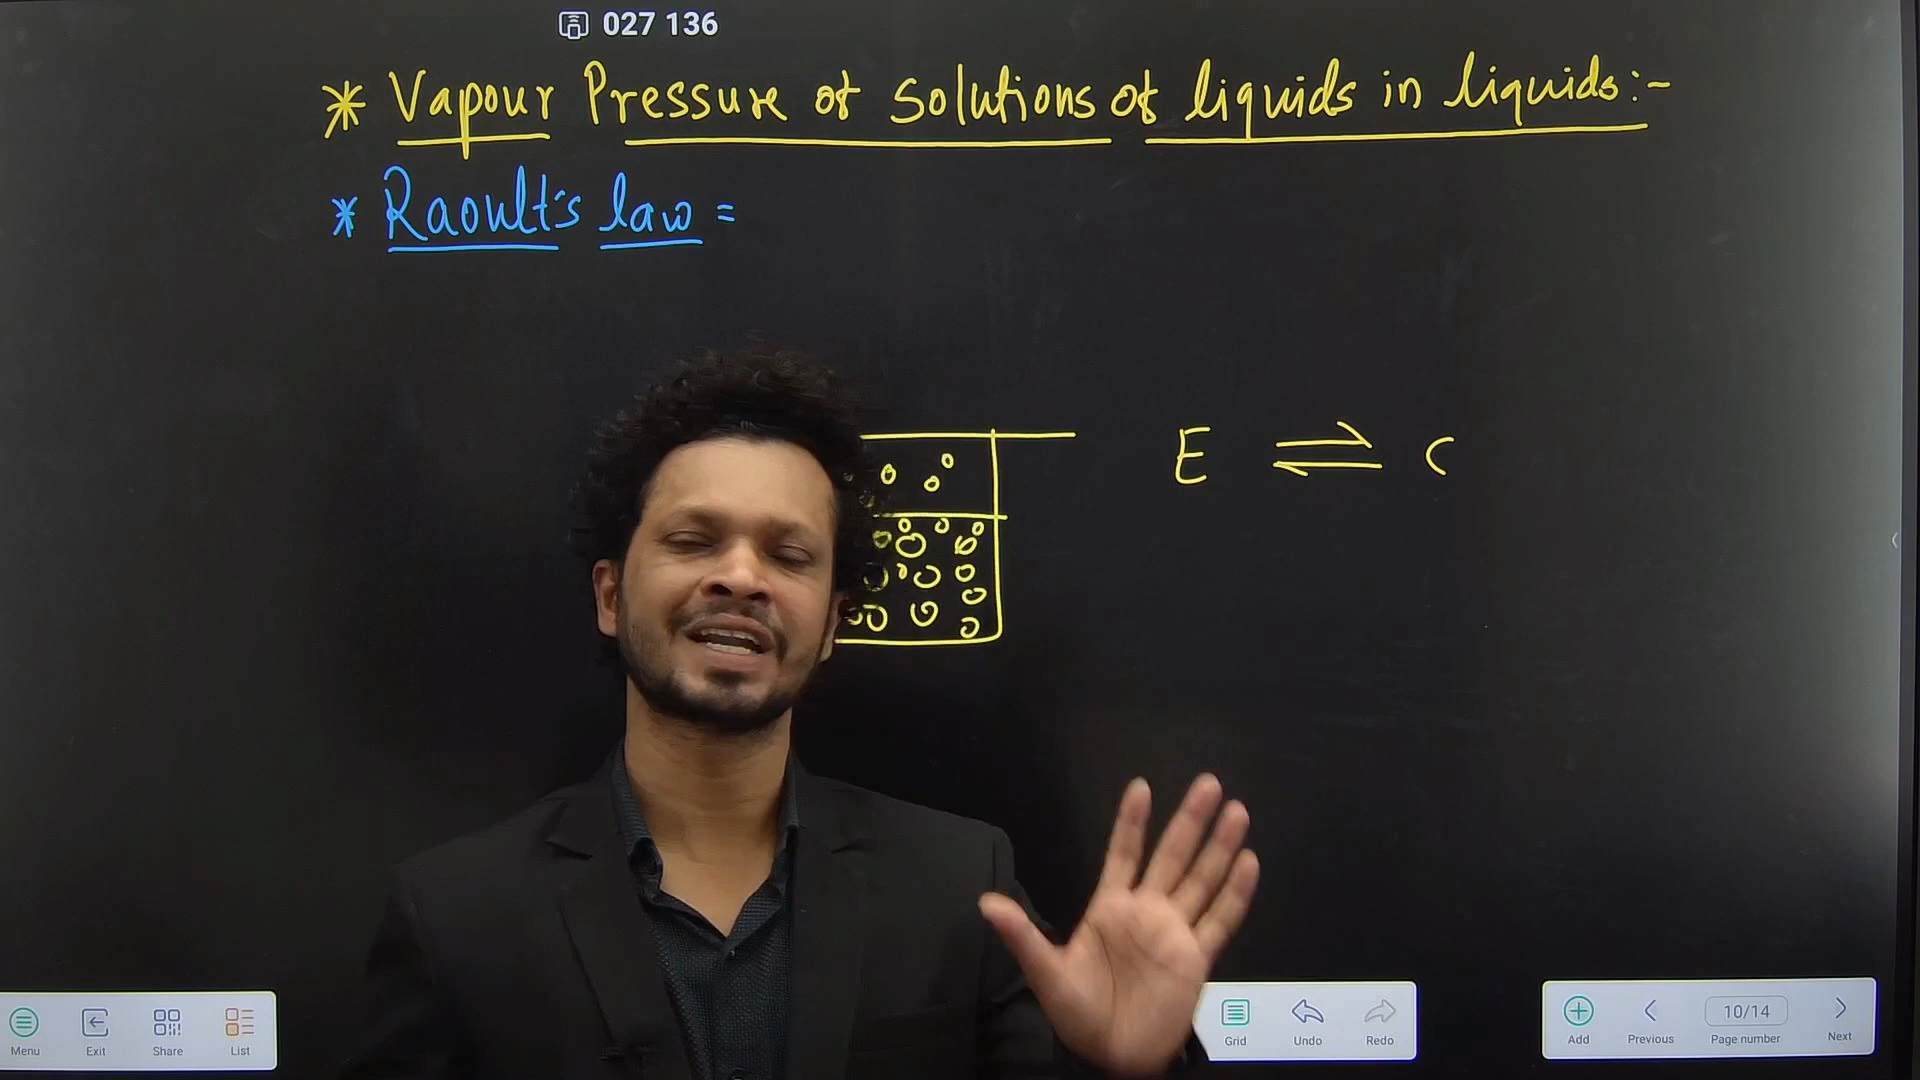 027 136
* Vapour Pressure of solutions of liquids in liquids:-
* Raoult's law =
E ⇌ C
Menu Exit Share List
Grid Undo Redo
Add Previous 10/14 Page number Next